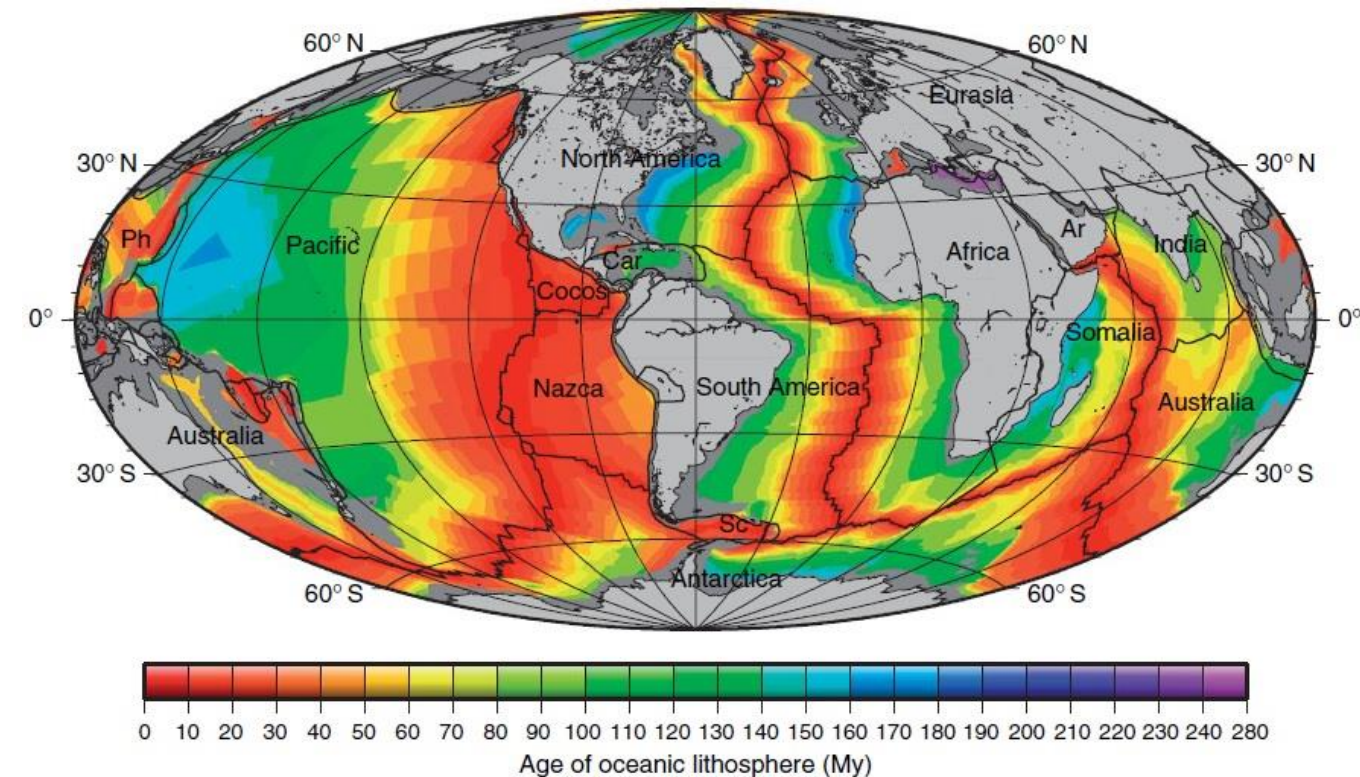 60° N
60° N
Eurasia
30° N
North America
30° N
Ph
Pacific
Car
Africa
Ar
India
Cocos
0°
0°
Somalia
Nazca
South America
Australia
Australia
30° S
30° S
Sc
Antarctica
60° S
60° S
0 10 20 30 40 50 60 70 80 90 100 110 120 130 140 150 160 170 180 190 200 210 220 230 240 280
Age of oceanic lithosphere (My)